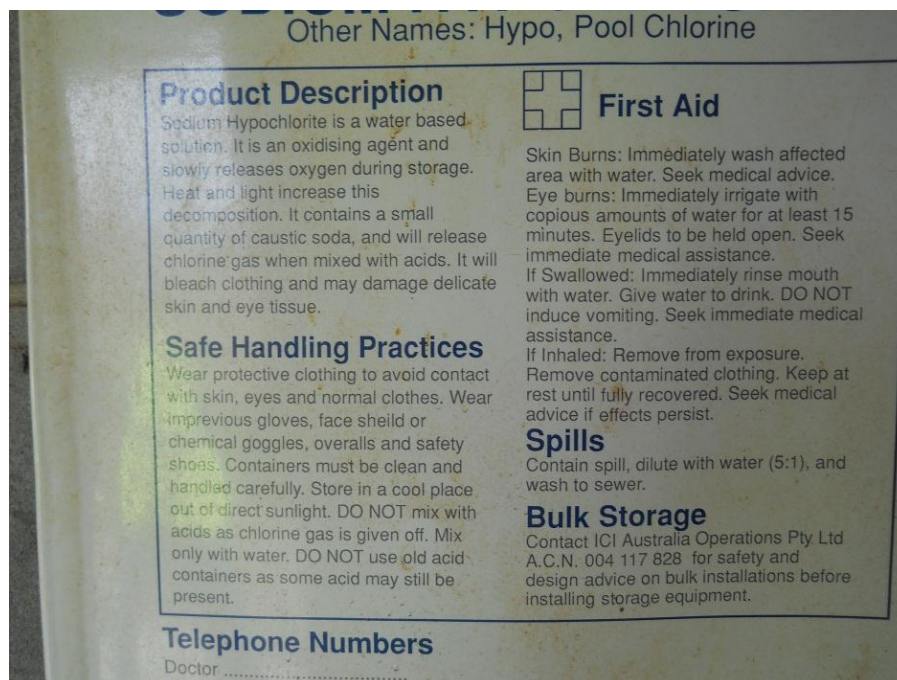 Other Names: Hypo, Pool Chlorine
Product Description
Sodium Hypochlorite is a water based
solution. It is an oxidising agent and
slowly releases oxygen during storage.
Heat and light increase this
decomposition. It contains a small
quantity of caustic soda, and will release
chlorine gas when mixed with acids. It will
bleach clothing and may damage delicate
skin and eye tissue.
Safe Handling Practices
Wear protective clothing to avoid contact
with skin, eyes and normal clothes. Wear
imprevious gloves, face sheild or
chemical goggles, overalls and safety
shoes. Containers must be clean and
handled carefully. Store in a cool place
out of direct sunlight. DO NOT mix with
acids as chlorine gas is given off. Mix
only with water. DO NOT use old acid
containers as some acid may still be
present.
First Aid
Skin Burns: Immediately wash affected
area with water. Seek medical advice.
Eye burns: Immediately irrigate with
copious amounts of water for at least 15
minutes. Eyelids to be held open. Seek
immediate medical assistance.
If Swallowed: Immediately rinse mouth
with water. Give water to drink. DO NOT
induce vomiting. Seek immediate medical
assistance.
If Inhaled: Remove from exposure.
Remove contaminated clothing. Keep at
rest until fully recovered. Seek medical
advice if effects persist.
Spills
Contain spill, dilute with water (5:1), and
wash to sewer.
Bulk Storage
Contact ICI Australia Operations Pty Ltd
A.C.N. 004 117 828 for safety and
design advice on bulk installations before
installing storage equipment.
Telephone Numbers
Doctor ....................................